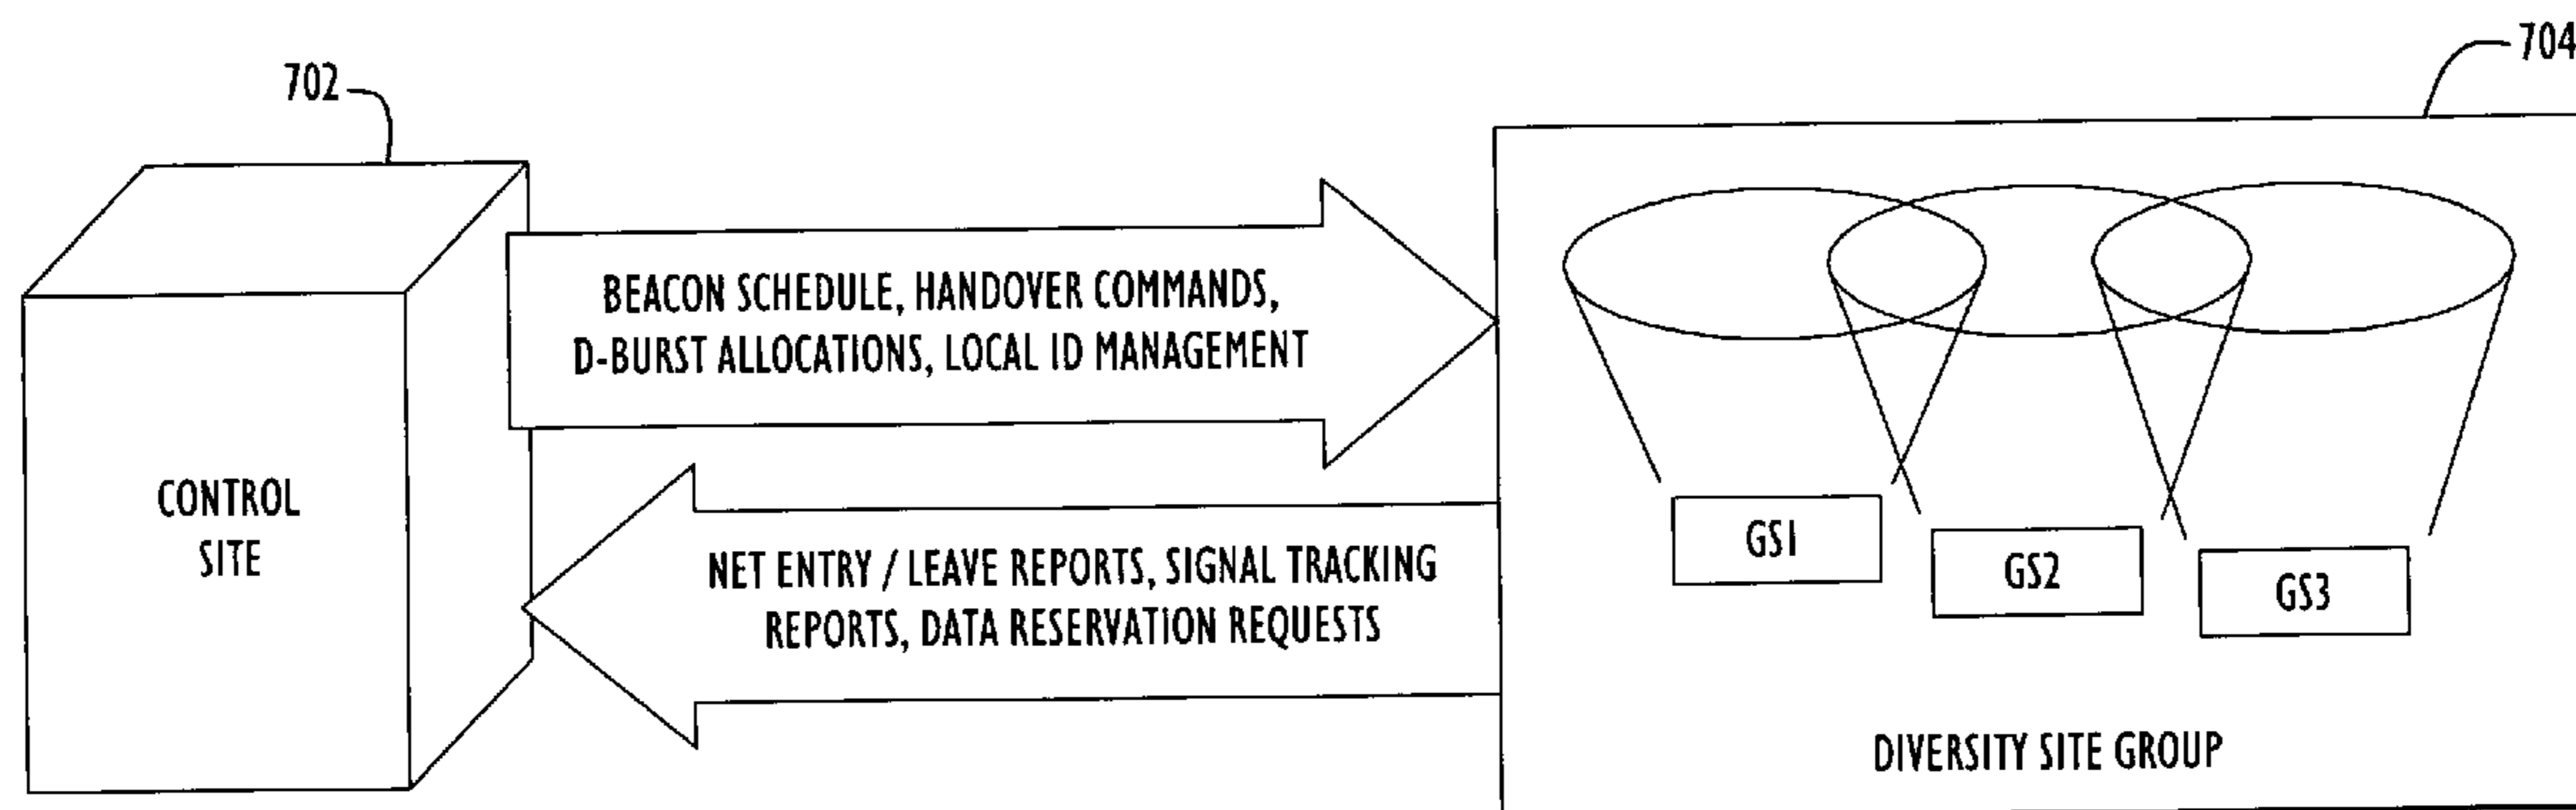 702
704
BEACON SCHEDULE, HANDOVER COMMANDS,
D-BURST ALLOCATIONS, LOCAL ID MANAGEMENT
CONTROL
SITE
NET ENTRY / LEAVE REPORTS, SIGNAL TRACKING
REPORTS, DATA RESERVATION REQUESTS
GS1
GS2
GS3
DIVERSITY SITE GROUP